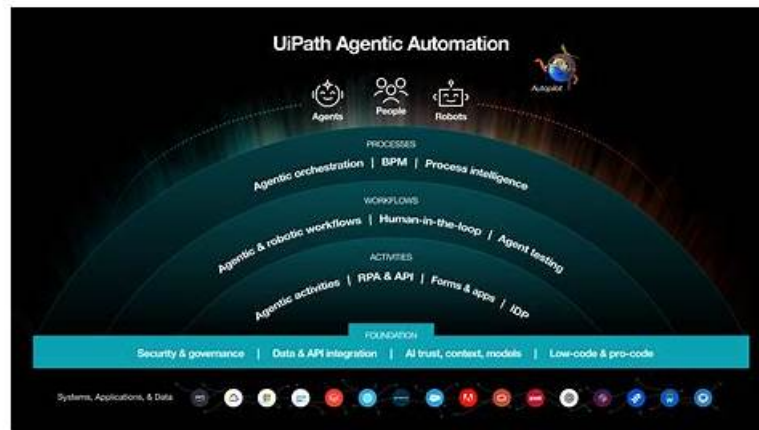 UiPath Agentic Automation
Autopilot
Agents
People
Robots
PROCESSES
Agentic orchestration | BPM | Process intelligence
WORKFLOWS
Agentic & robotic workflows | Human-in-the-loop | Agent testing
ACTIVITIES
Agentic activities | RPA & API | Forms & apps | IDP
FOUNDATION
Security & governance | Data & API integration | AI trust, context, models | Low-code & pro-code
Systems, Applications, & Data
aws